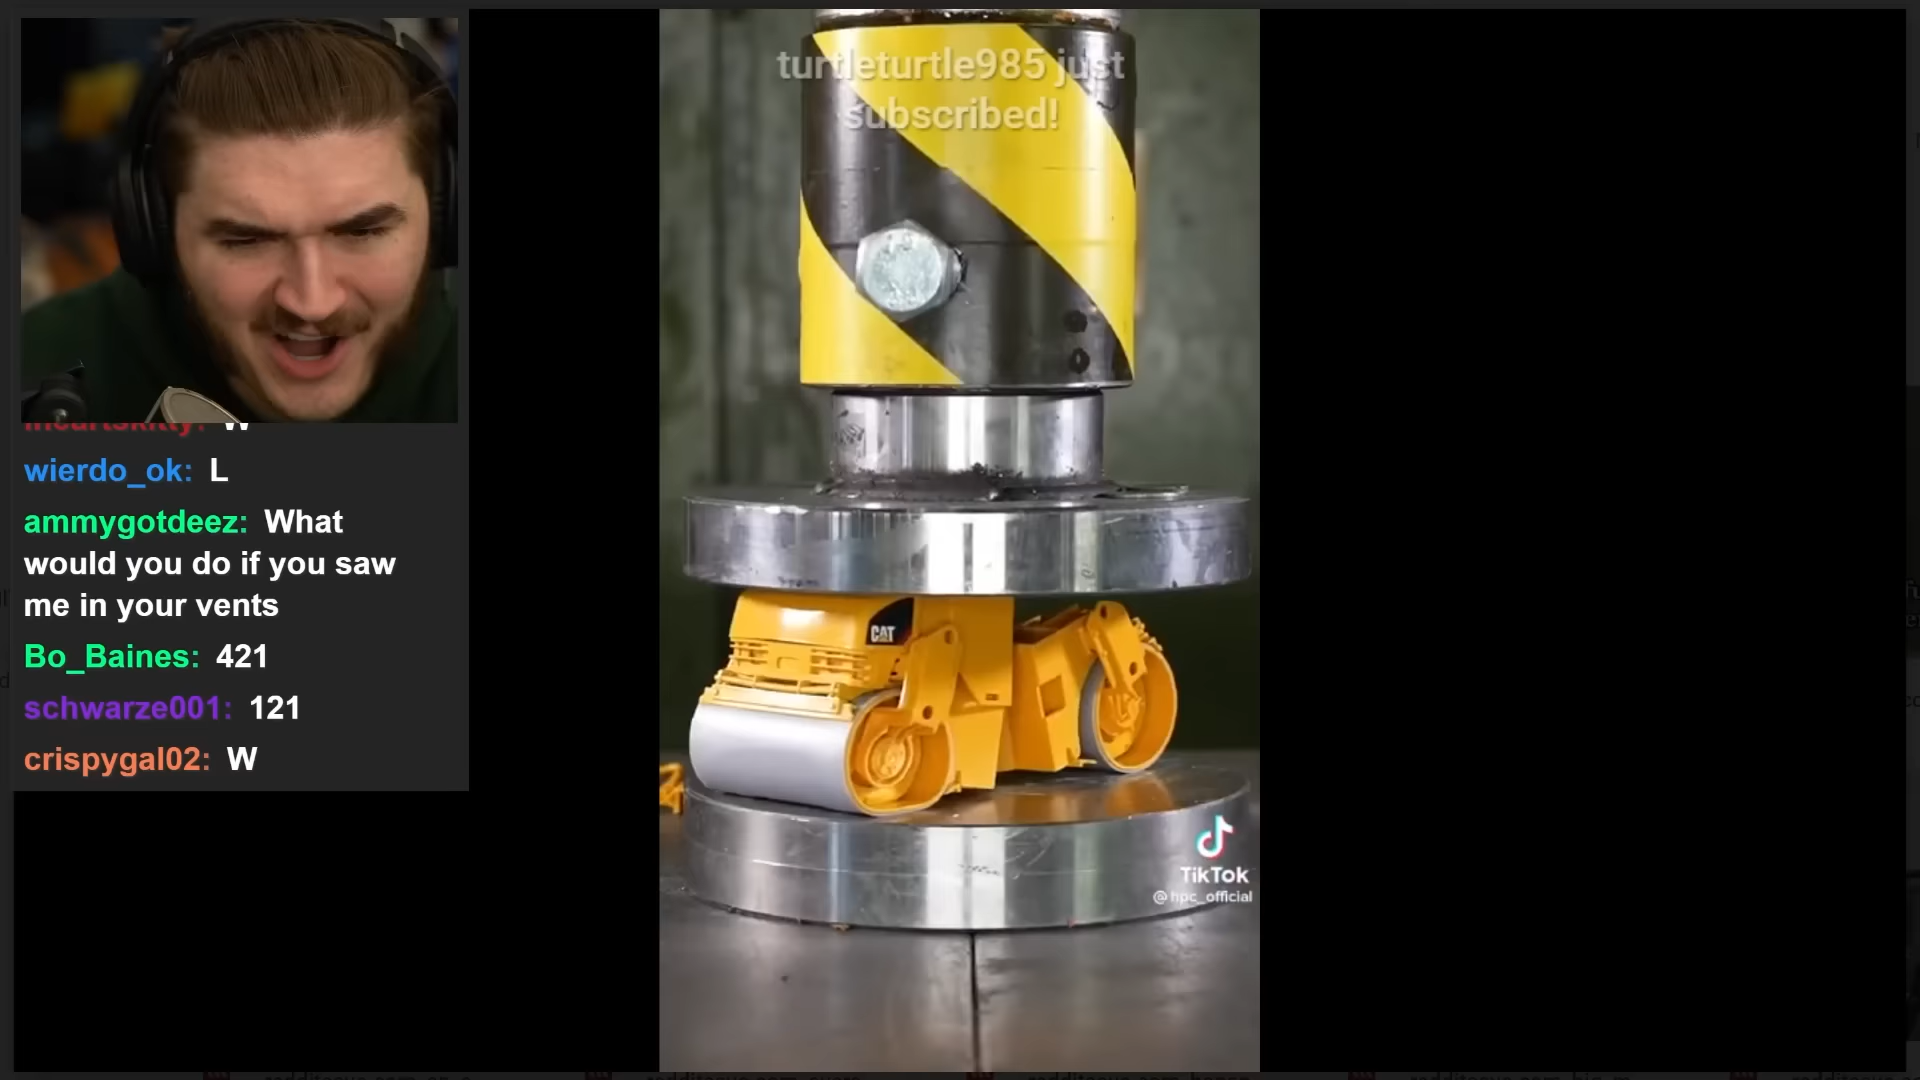 turtleturtle985 just
subscribed!
W
wierdo_ok: L
ammygotdeez: What
would you do if you saw
me in your vents
Bo_Baines: 421
schwarze001: 121
crispygal02: W
CAT
TikTok
@hpc_official